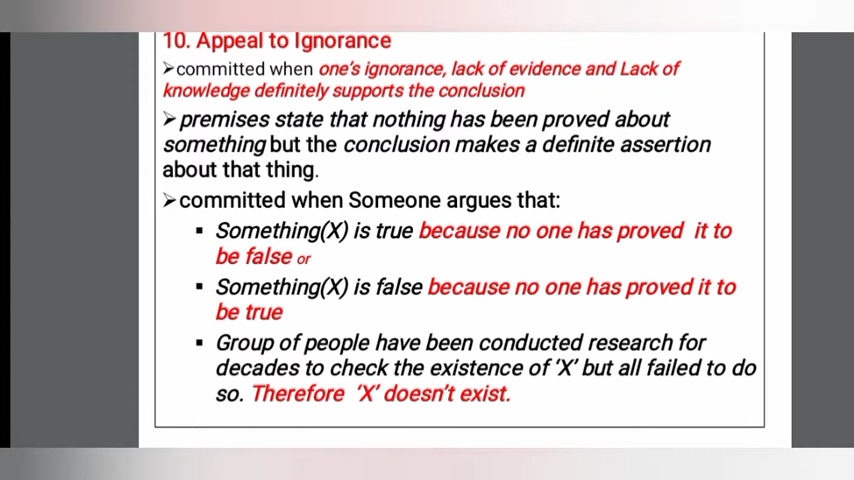 10. Appeal to Ignorance
➢committed when one's ignorance, lack of evidence and Lack of
knowledge definitely supports the conclusion
➢premises state that nothing has been proved about
something but the conclusion makes a definite assertion
about that thing.
➢committed when Someone argues that:
▪ Something(X) is true because no one has proved it to
be false or
▪ Something(X) is false because no one has proved it to
be true
▪ Group of people have been conducted research for
decades to check the existence of ‘X’ but all failed to do
so. Therefore ‘X’ doesn’t exist.